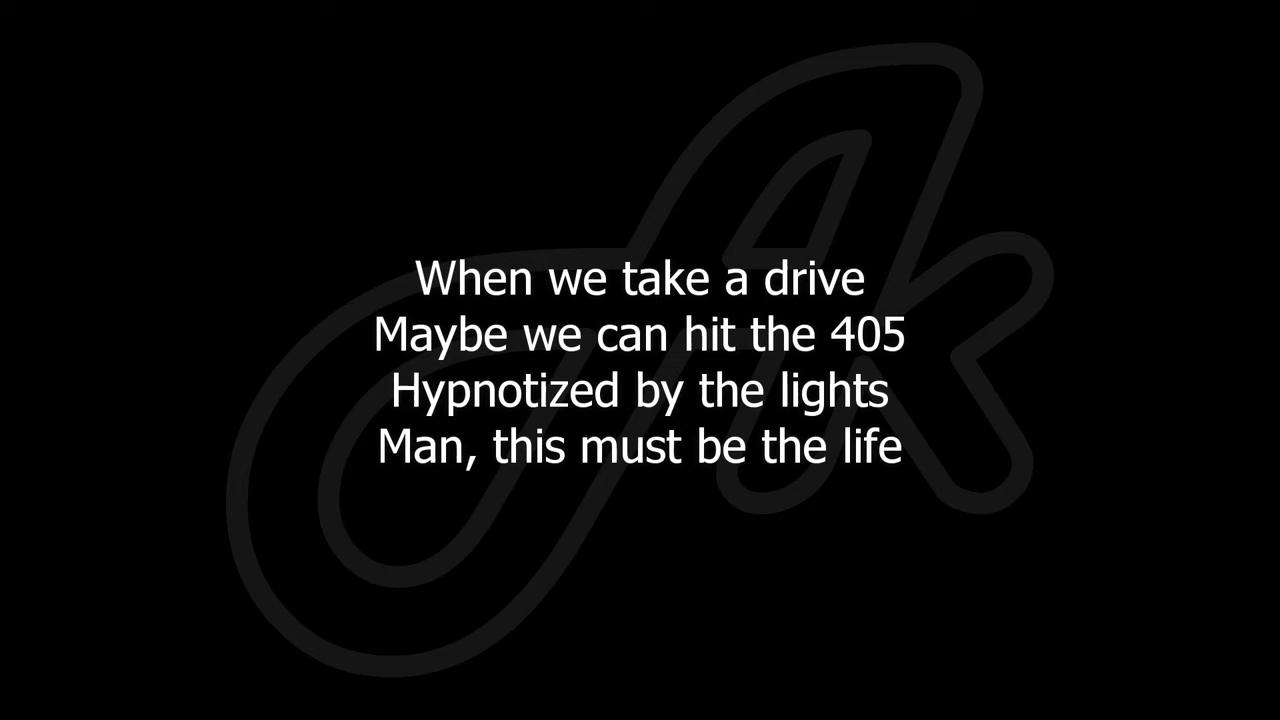 When we take a drive
Maybe we can hit the 405
Hypnotized by the lights
Man, this must be the life